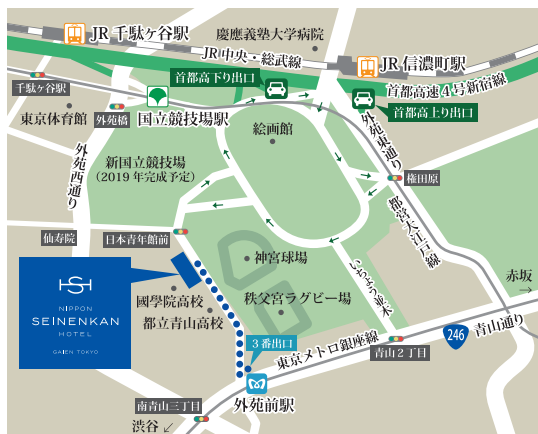 JR 千駄ヶ谷駅
慶應義塾大学病院
JR 中央・総武線
JR 信濃町駅
首都高下り出口
首都高速4号新宿線
千駄ヶ谷駅
首都高上り出口
東京体育館
外苑橋
国立競技場駅
絵画館
外苑東通り
外苑西通り
新国立競技場
(2019年完成予定)
権田原
都営大江戸線
仙寿院
日本青年館前
神宮球場
いちょう並木
赤坂
→
HSH
NIPPON
SEINENKAN
HOTEL
GAIEN TOKYO
國學院高校
都立青山高校
秩父宮ラグビー場
246
青山通り
3番出口
東京メトロ銀座線
青山2丁目
外苑前駅
南青山三丁目
渋谷 ↙